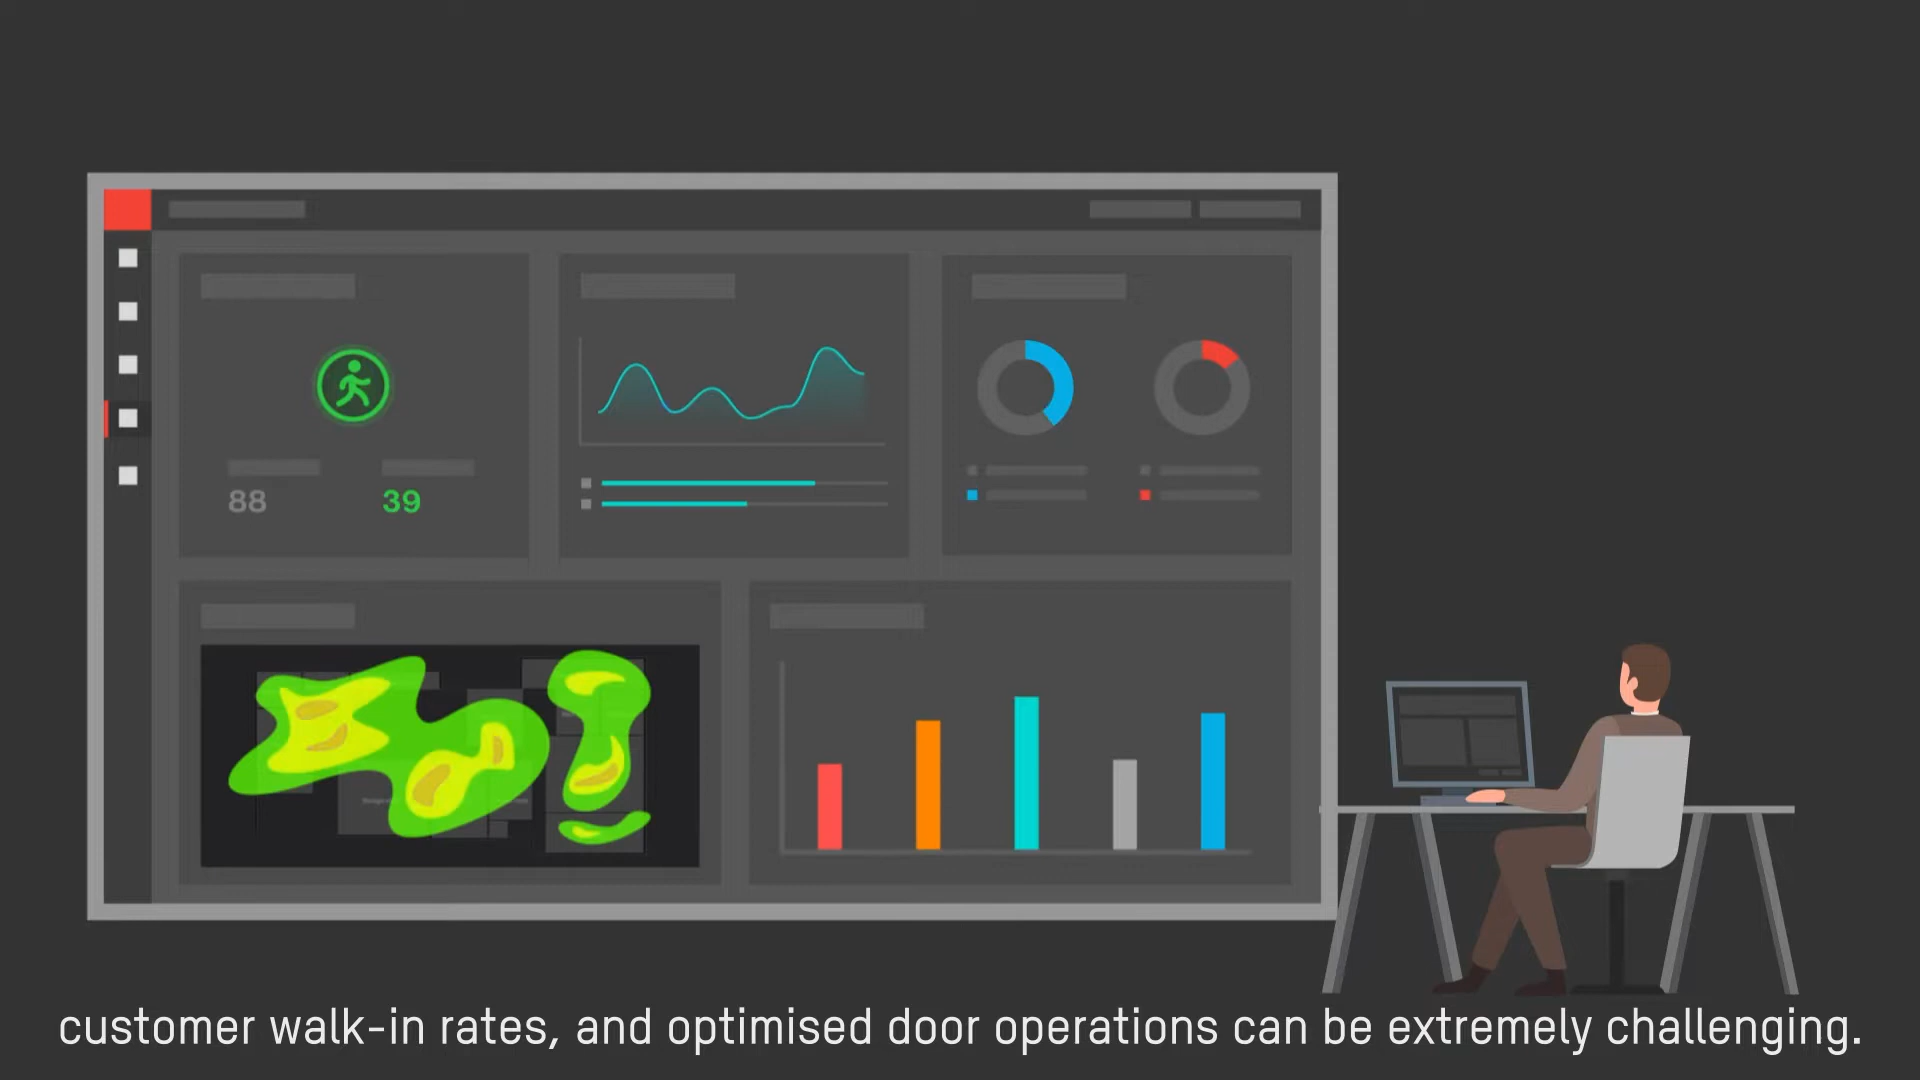 88
39
customer walk-in rates, and optimised door operations can be extremely challenging.